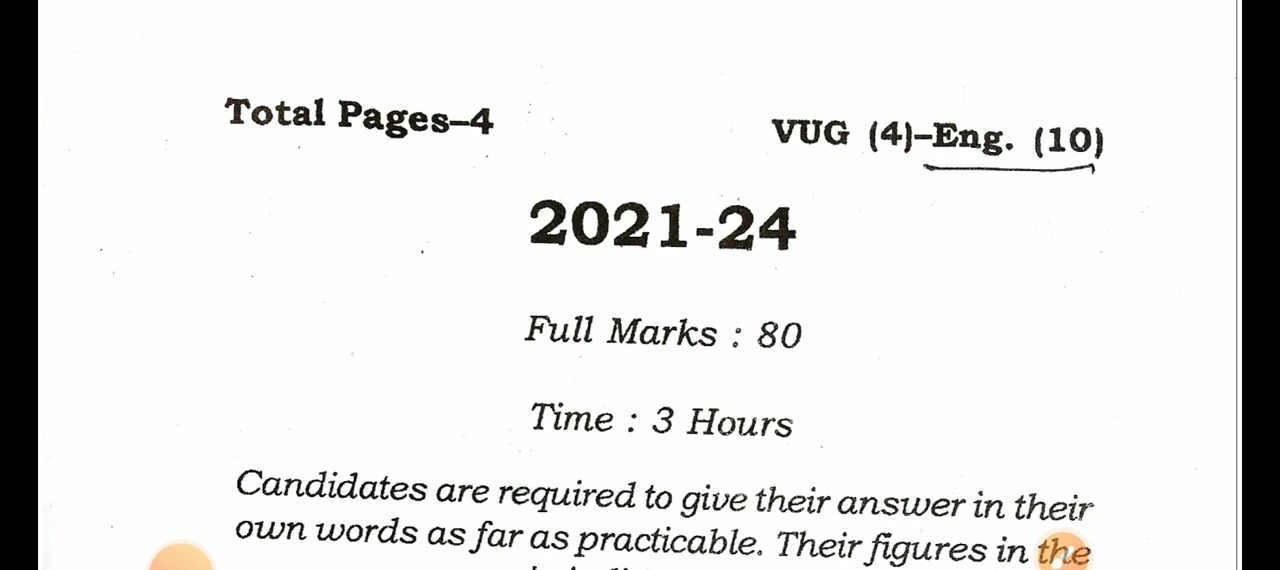 Total Pages–4
VUG (4)–Eng. (10)
2021-24
Full Marks : 80
Time : 3 Hours
Candidates are required to give their answer in their
own words as far as practicable. Their figures in the